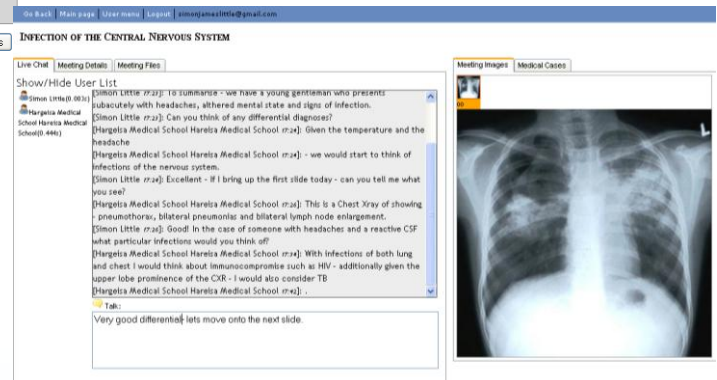 Go Back | Main page | User menu | Logout | simonjameslittle@gmail.com
s
INFECTION OF THE CENTRAL NERVOUS SYSTEM
Live Chat Meeting Details Meeting Files
Show/Hide User List
Simon Little(0.003s)
Hargeisa Medical
School Hareisa Medical
School(0.444s)
[Simon Little 17:23]: To summarise - we have a young gentleman who presents
subacutely with headaches, althered mental state and signs of infection.
[Simon Little 17:23]: Can you think of any differential diagnoses?
[Hargeisa Medical School Hareisa Medical School 17:24]: Given the temperature and the
headache
[Hargeisa Medical School Hareisa Medical School 17:24]: - we would start to think of
infections of the nervous system.
[Simon Little 17:26]: Excellent - If I bring up the first slide today - can you tell me what
you see?
[Hargeisa Medical School Hareisa Medical School 17:26]: This is a Chest Xray of showing
- pneumothorax, bilateral pneumonias and bilateral lymph node enlargement.
[Simon Little 17:26]: Good! In the case of someone with headaches and a reactive CSF
what particular infections would you think of?
[Hargeisa Medical School Hareisa Medical School 17:34]: With infections of both lung
and chest I would think about immunocompromise such as HIV - additionally given the
upper lobe prominence of the CXR - I would also consider TB
[Hargeisa Medical School Hareisa Medical School 17:42]: .
Talk:
Very good differential- lets move onto the next slide.
Meeting Images Medical Cases
L